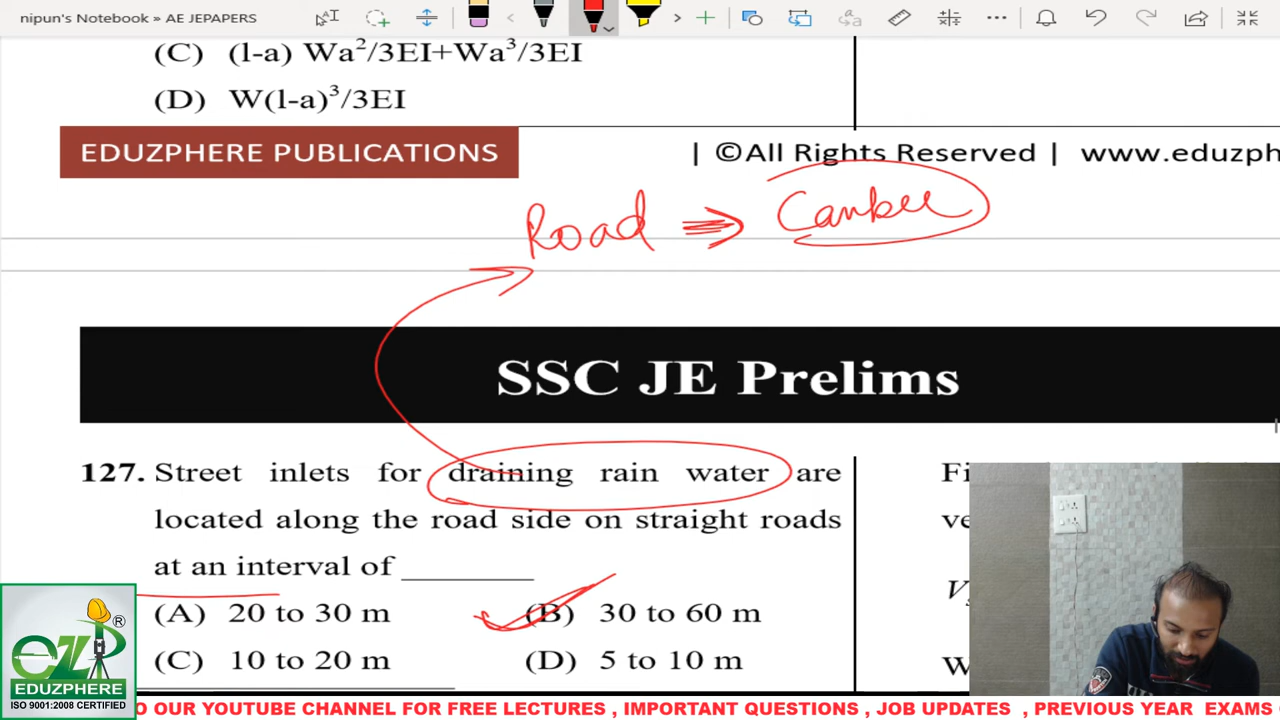 nipun's Notebook » AE JEPAPERS
(C) (l-a) Wa²/3EI+Wa³/3EI
(D) W(l-a)³/3EI
EDUZPHERE PUBLICATIONS
| ©All Rights Reserved | www.eduzph
Road ⇒ Camber
SSC JE Prelims
127. Street inlets for draining rain water are
located along the road side on straight roads
at an interval of ________
(A) 20 to 30 m (B) 30 to 60 m
(C) 10 to 20 m (D) 5 to 10 m
Fi
ve
W
EZP ®
EDUZPHERE
ISO 9001:2008 CERTIFIED
O OUR YOUTUBE CHANNEL FOR FREE LECTURES , IMPORTANT QUESTIONS , JOB UPDATES , PREVIOUS YEAR EXAMS